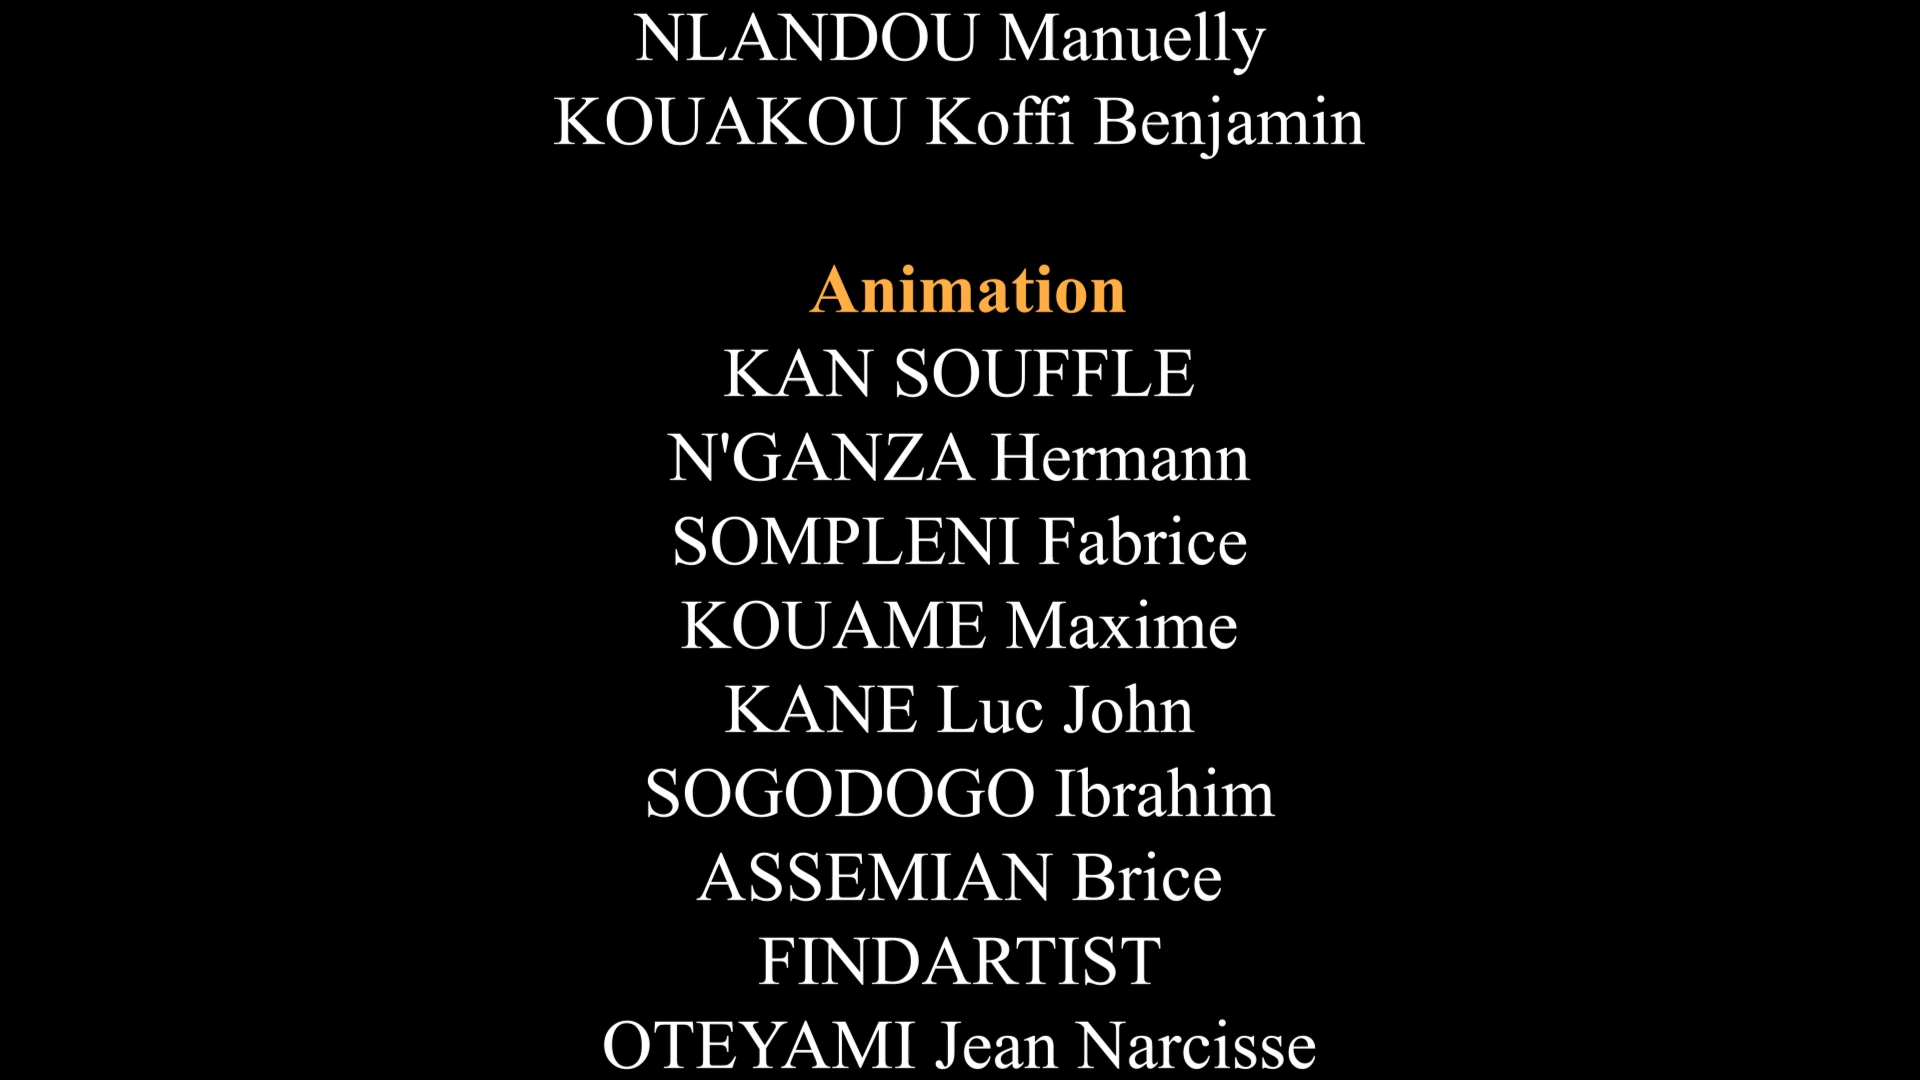 NLANDOU Manuelly
KOUAKOU Koffi Benjamin
Animation
KAN SOUFFLE
N'GANZA Hermann
SOMPLENI Fabrice
KOUAME Maxime
KANE Luc John
SOGODOGO Ibrahim
ASSEMIAN Brice
FINDARTIST
OTEYAMI Jean Narcisse